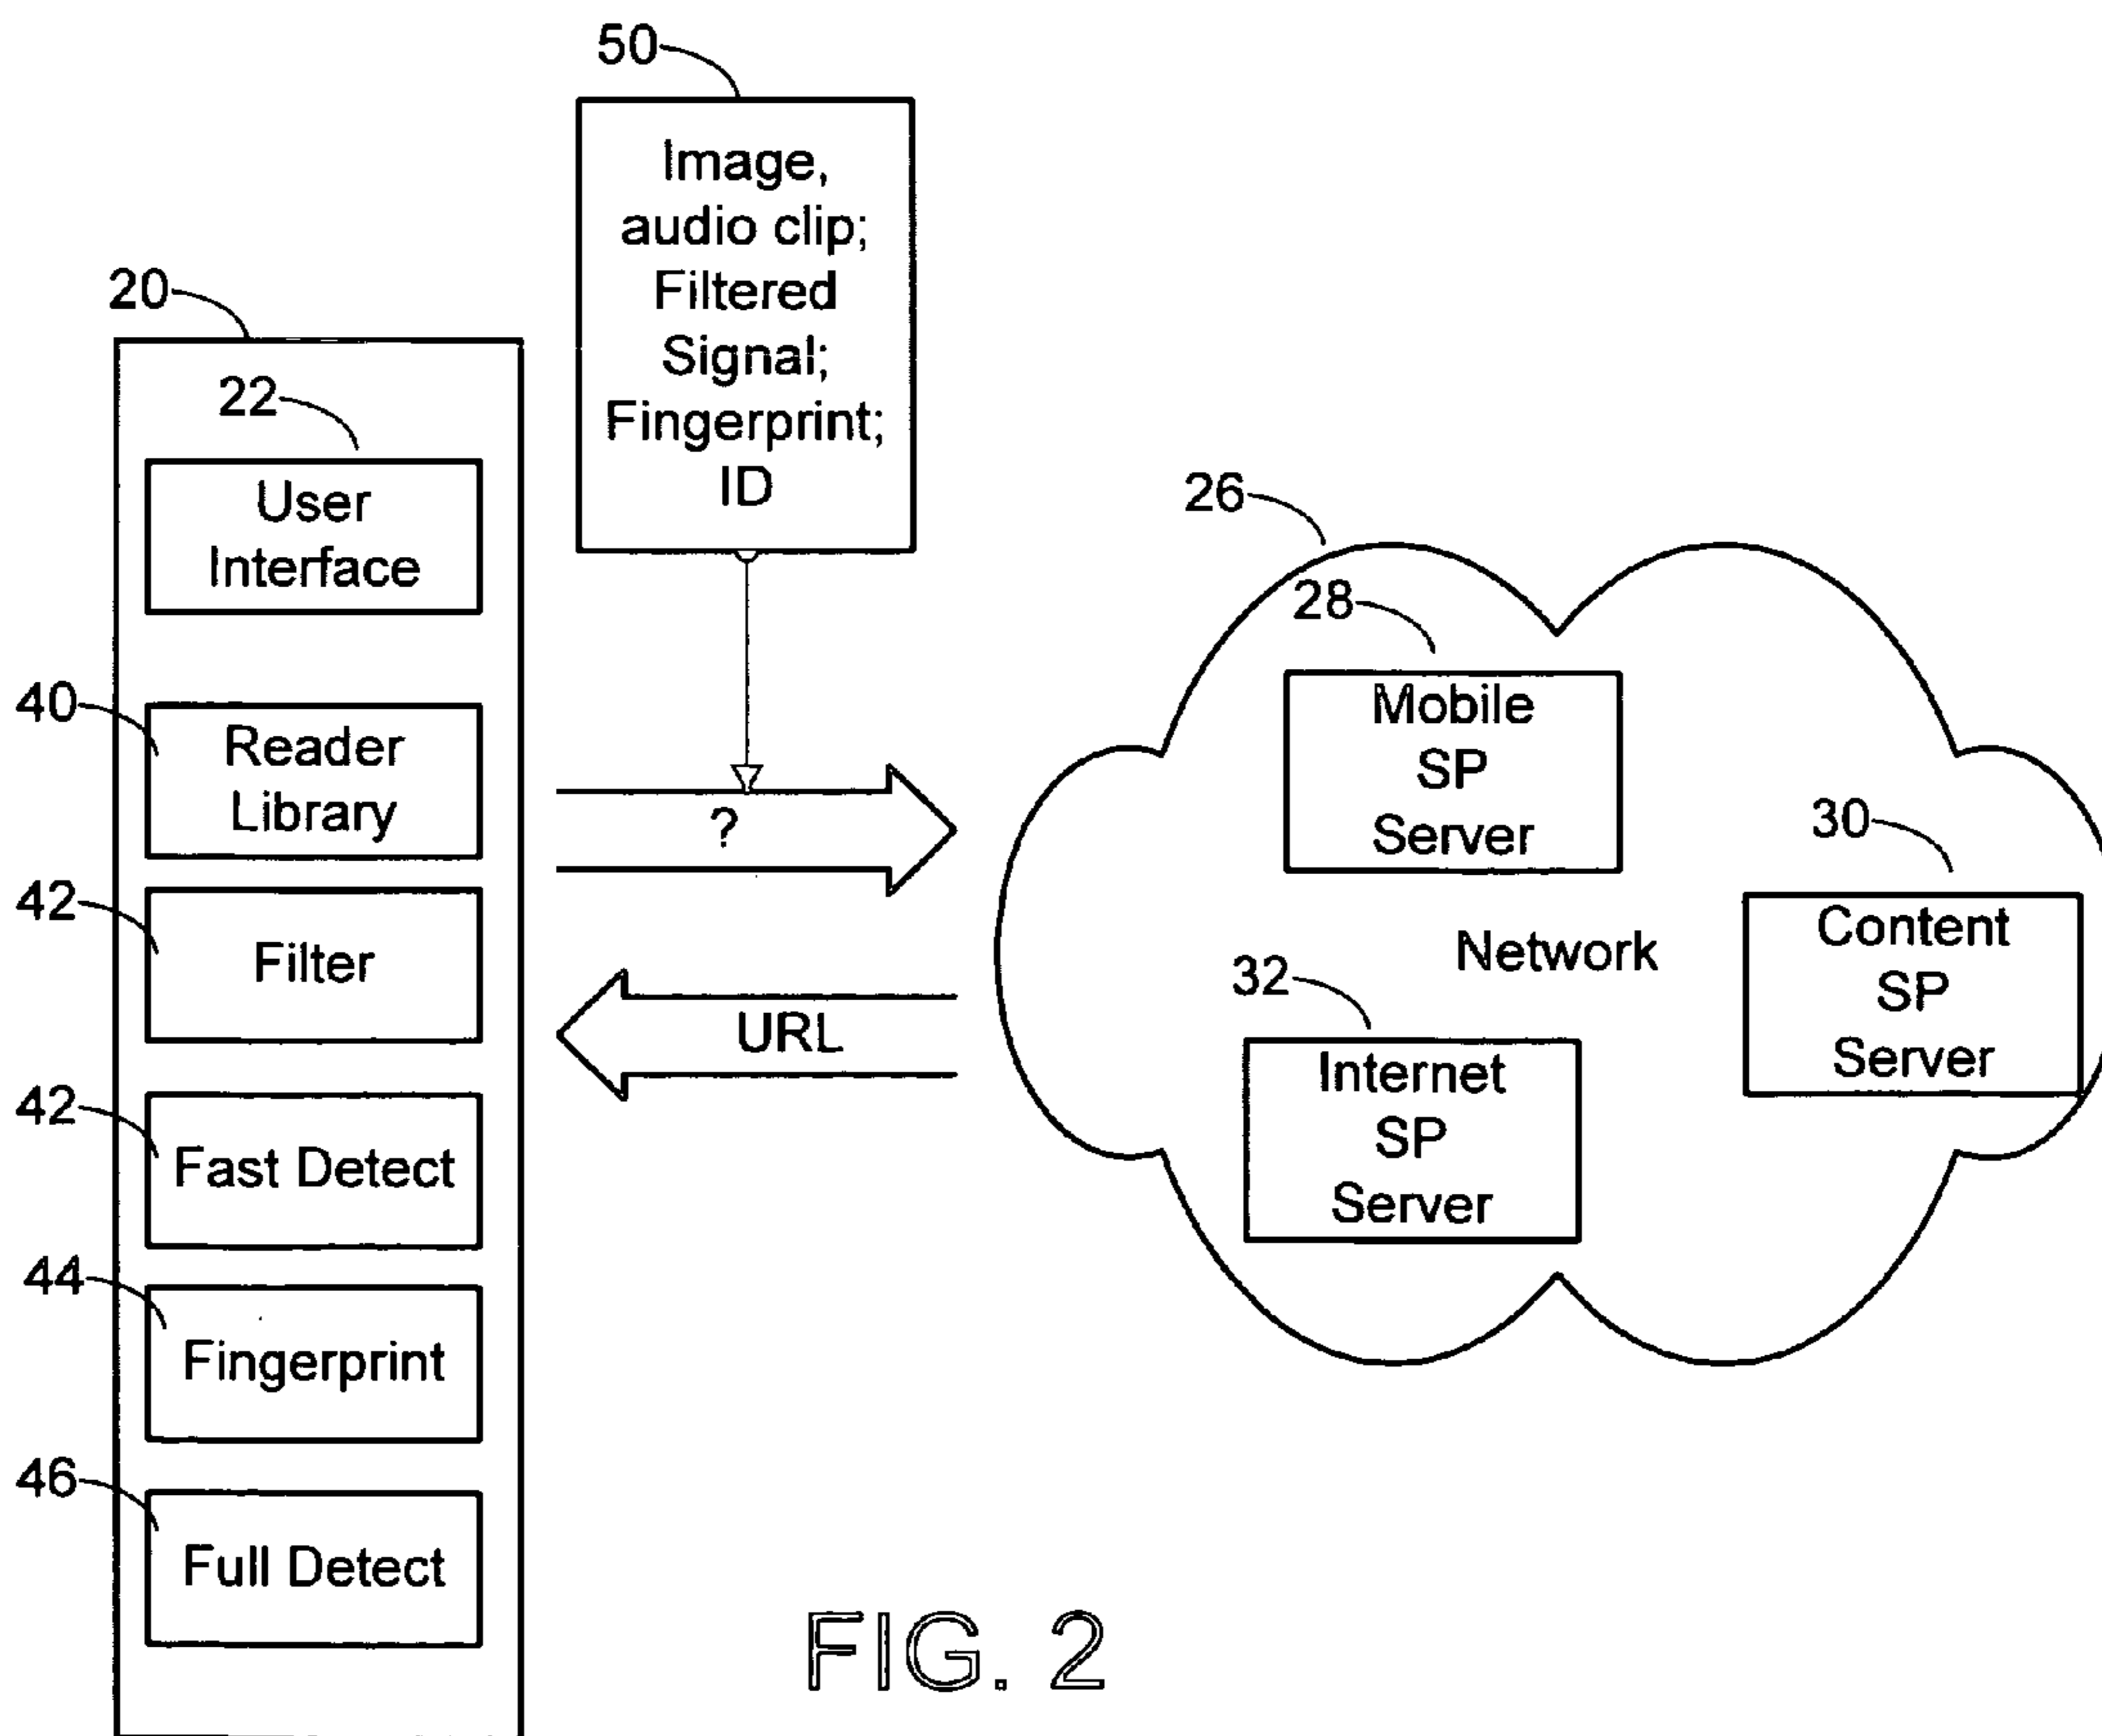 50
Image,
audio clip;
Filtered
Signal;
Fingerprint;
ID
20
22
User
Interface
40
Reader
Library
42
Filter
42
Fast Detect
44
Fingerprint
46
Full Detect
?
URL
26
28
Mobile
SP
Server
30
Content
SP
Server
Network
32
Internet
SP
Server
FIG. 2